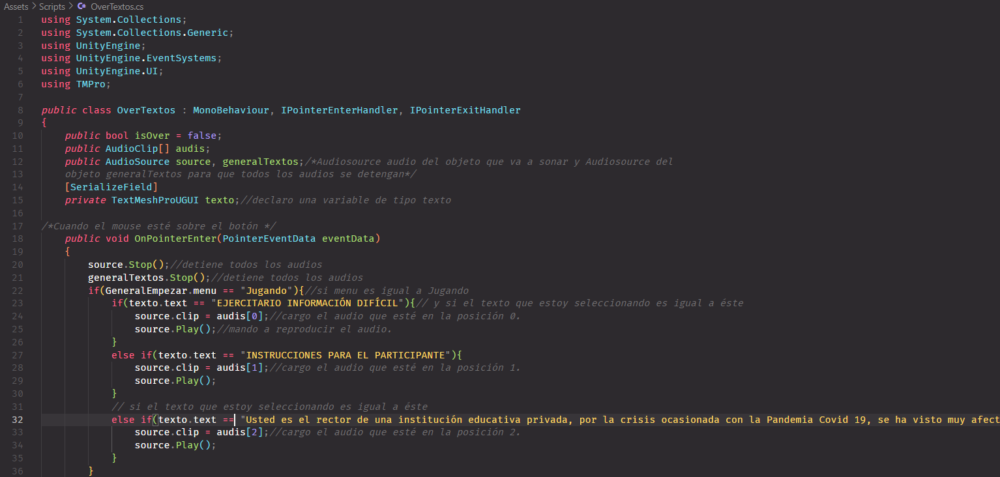 Assets > Scripts > C# OverTextos.cs
1 using System.Collections;
2 using System.Collections.Generic;
3 using UnityEngine;
4 using UnityEngine.EventSystems;
5 using UnityEngine.UI;
6 using TMPro;
7
8 public class OverTextos : MonoBehaviour, IPointerEnterHandler, IPointerExitHandler
9 {
10 public bool isOver = false;
11 public AudioClip[] audis;
12 public AudioSource source, generalTextos;/*Audiosource audio del objeto que va a sonar y Audiosource del
13 objeto generalTextos para que todos los audios se detengan*/
14 [SerializeField]
15 private TextMeshProUGUI texto;//declaro una variable de tipo texto
16
17 /*Cuando el mouse esté sobre el botón */
18 public void OnPointerEnter(PointerEventData eventData)
19 {
20 source.Stop();//detiene todos los audios
21 generalTextos.Stop();//detiene todos los audios
22 if(GeneralEmpezar.menu == "Jugando"){//si menu es igual a Jugando
23 if(texto.text == "EJERCITARIO INFORMACIÓN DIFÍCIL"){// y si el texto que estoy seleccionando es igual a éste
24 source.clip = audis[0];//cargo el audio que esté en la posición 0.
25 source.Play();//mando a reproducir el audio.
26 }
27 else if(texto.text == "INSTRUCCIONES PARA EL PARTICIPANTE"){
28 source.clip = audis[1];//cargo el audio que esté en la posición 1.
29 source.Play();
30 }
31 // si el texto que estoy seleccionando es igual a éste
32 else if(texto.text == "Usted es el rector de una institución educativa privada, por la crisis ocasionada con la Pandemia Covid 19, se ha visto muy afect
33 source.clip = audis[2];//cargo el audio que esté en la posición 2.
34 source.Play();
35 }
36 }